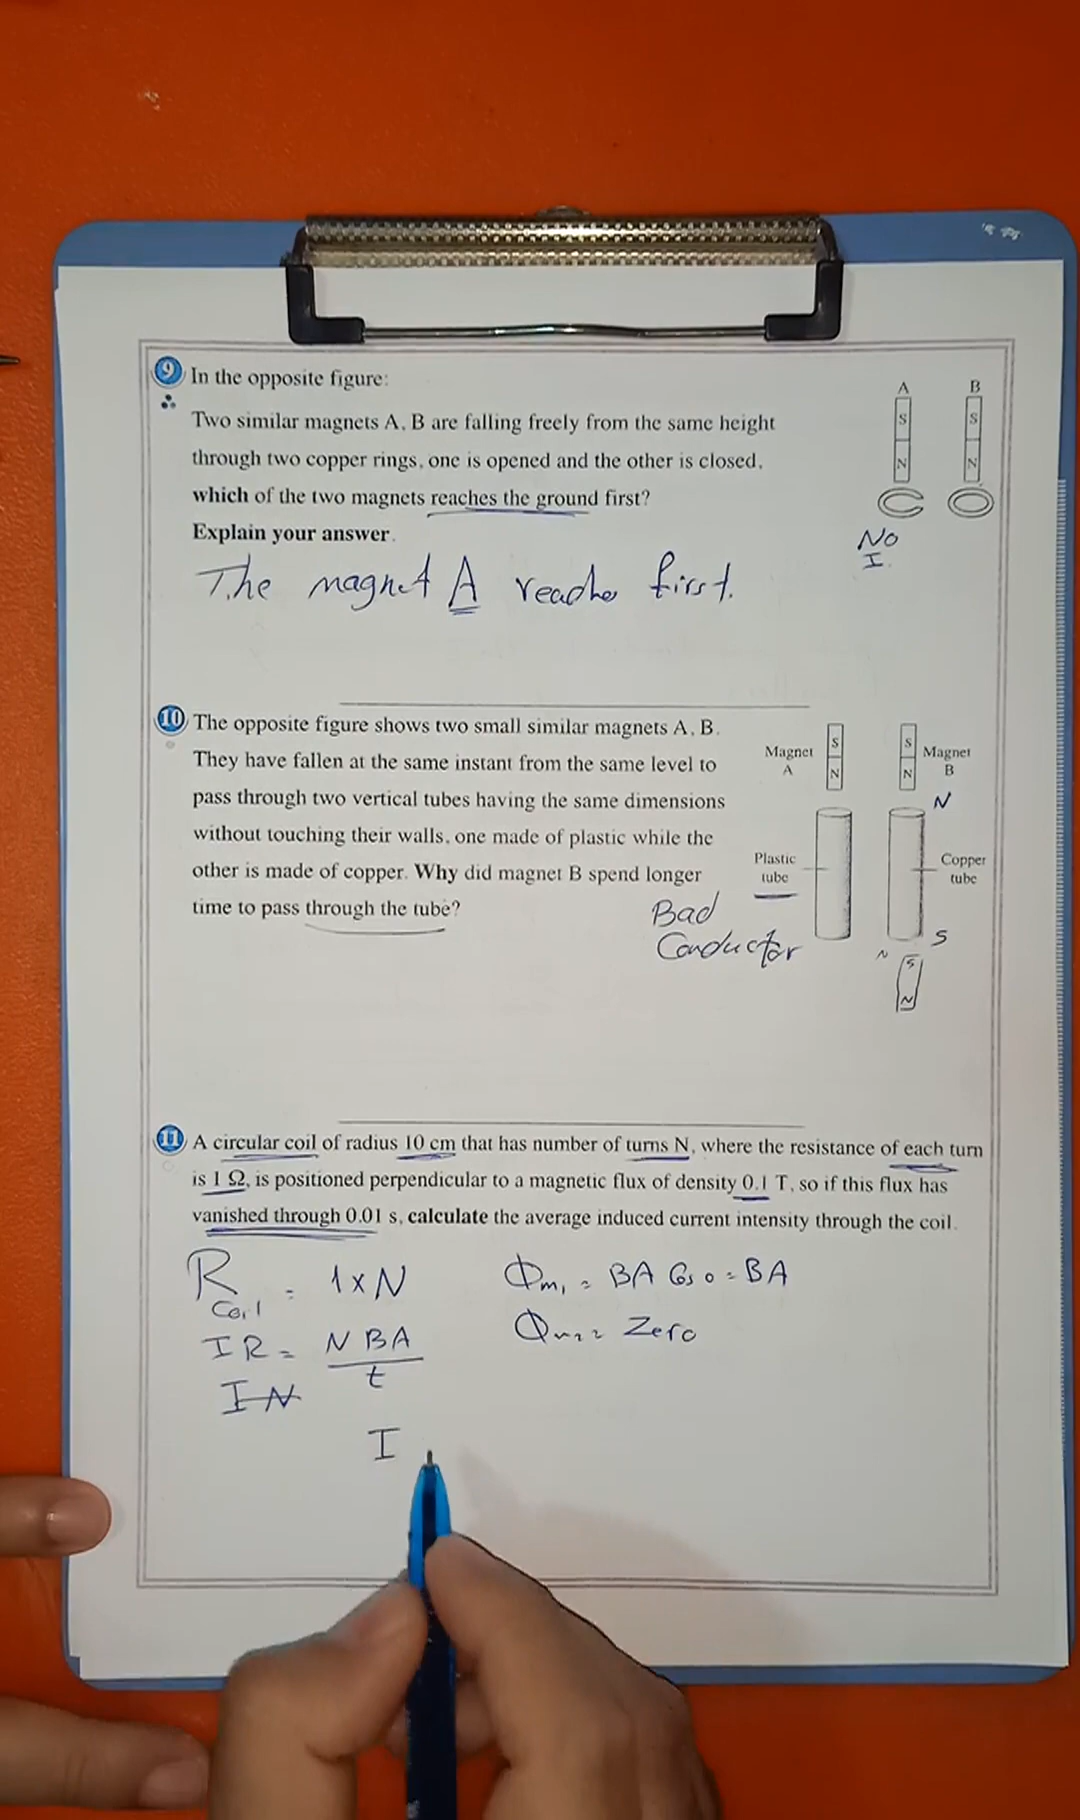 9 In the opposite figure:
Two similar magnets A, B are falling freely from the same height
through two copper rings, one is opened and the other is closed,
which of the two magnets reaches the ground first?
Explain your answer.
A
B
S
S
N
N
No
I
The magnet A reaches first.
10 The opposite figure shows two small similar magnets A, B.
They have fallen at the same instant from the same level to
pass through two vertical tubes having the same dimensions
without touching their walls, one made of plastic while the
other is made of copper. Why did magnet B spend longer
time to pass through the tube?
Magnet
A
S
N
S
N
Magnet
B
N
Plastic
tube
Copper
tube
Bad
Conductor
S
N
S
N
11 A circular coil of radius 10 cm that has number of turns N, where the resistance of each turn
is 1 Ω, is positioned perpendicular to a magnetic flux of density 0.1 T, so if this flux has
vanished through 0.01 s, calculate the average induced current intensity through the coil.
R = 1 x N
Coil
Φm1 = BA Cos 0 = BA
Φm2 = Zero
IR = N BA
t
IN
I